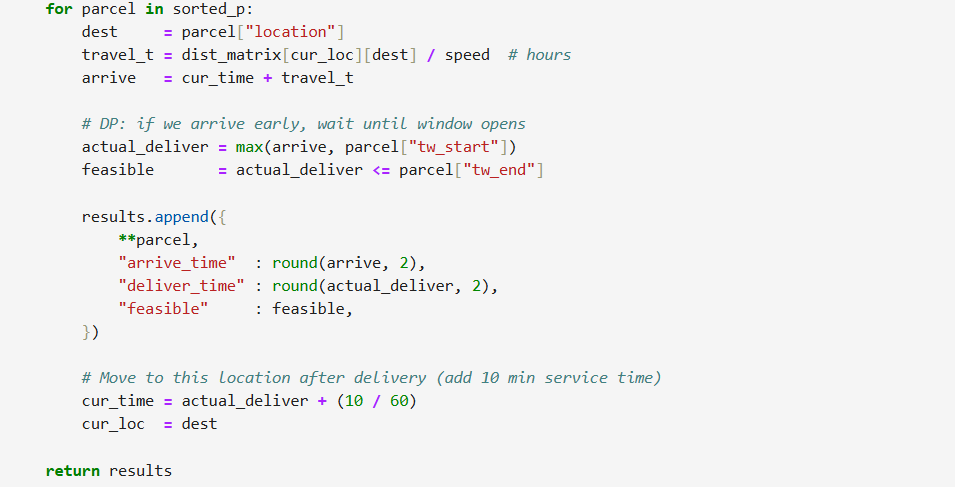 for parcel in sorted_p:
    dest     = parcel["location"]
    travel_t = dist_matrix[cur_loc][dest] / speed  # hours
    arrive   = cur_time + travel_t

    # DP: if we arrive early, wait until window opens
    actual_deliver = max(arrive, parcel["tw_start"])
    feasible       = actual_deliver <= parcel["tw_end"]

    results.append({
        **parcel,
        "arrive_time"  : round(arrive, 2),
        "deliver_time" : round(actual_deliver, 2),
        "feasible"     : feasible,
    })

    # Move to this location after delivery (add 10 min service time)
    cur_time = actual_deliver + (10 / 60)
    cur_loc  = dest

return results